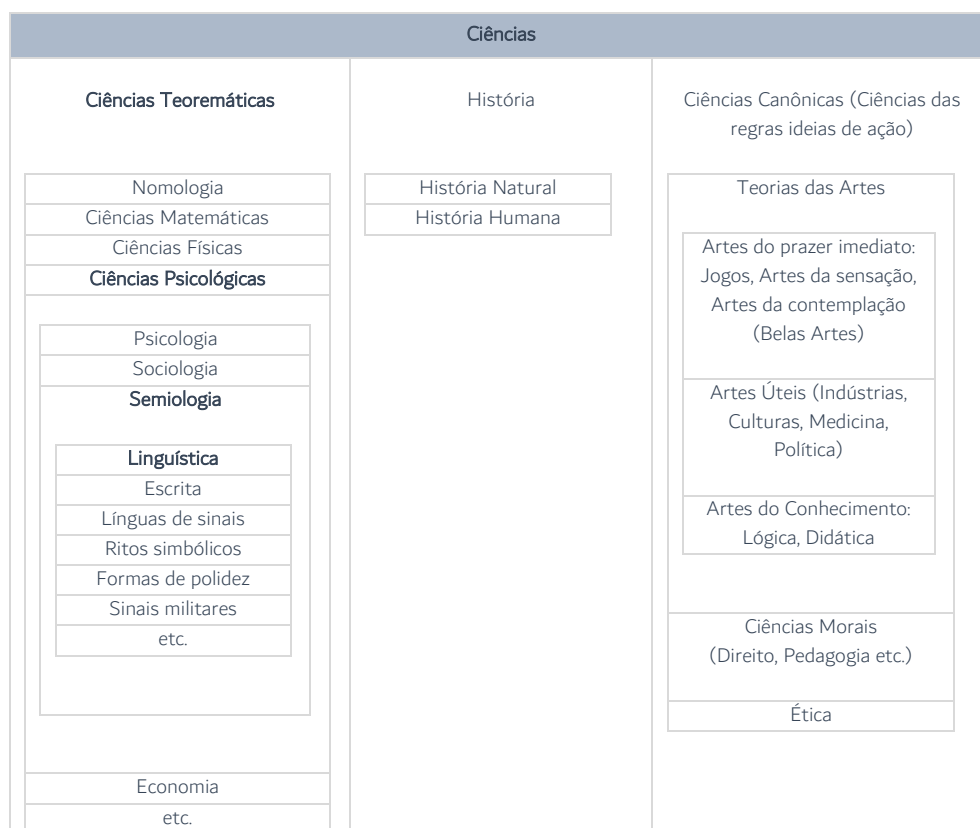 Ciências
Ciências Teoremáticas
Nomologia
Ciências Matemáticas
Ciências Físicas
Ciências Psicológicas
Psicologia
Sociologia
Semiologia
Linguística
Escrita
Línguas de sinais
Ritos simbólicos
Formas de polidez
Sinais militares
etc.
Economia
etc.
História
História Natural
História Humana
Ciências Canônicas (Ciências das
regras ideias de ação)
Teorias das Artes
Artes do prazer imediato:
Jogos, Artes da sensação,
Artes da contemplação
(Belas Artes)
Artes Úteis (Indústrias,
Culturas, Medicina,
Política)
Artes do Conhecimento:
Lógica, Didática
Ciências Morais
(Direito, Pedagogia etc.)
Ética